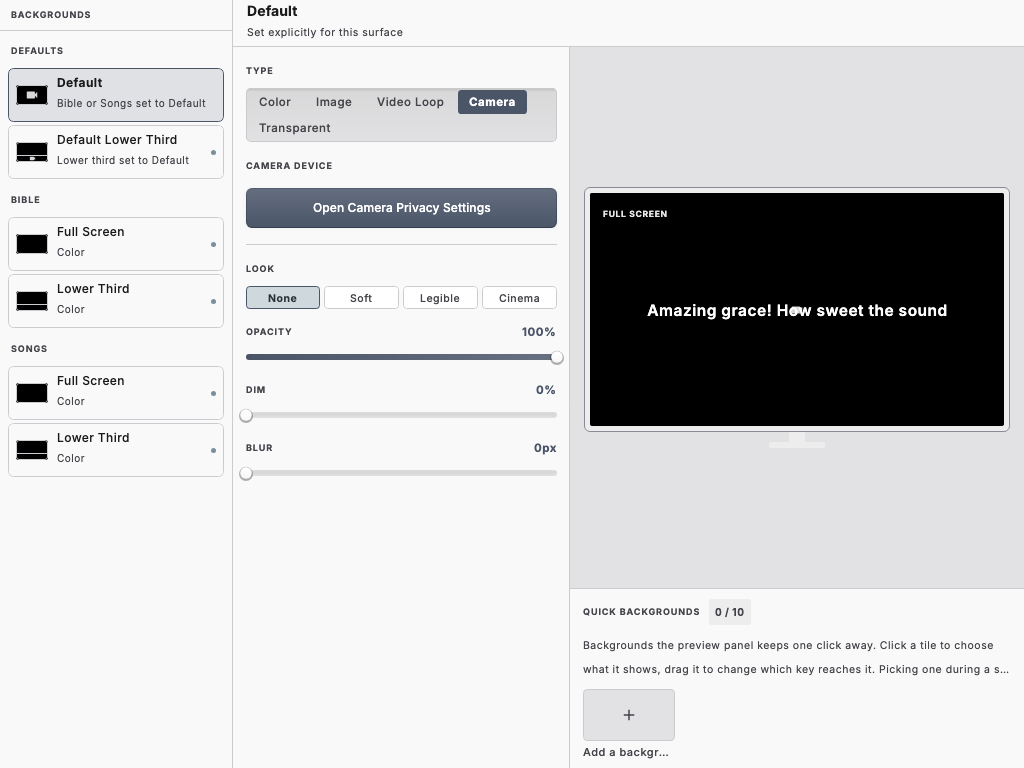 BACKGROUNDS
DEFAULTS
Default
Bible or Songs set to Default
Default Lower Third
Lower third set to Default
BIBLE
Full Screen
Color
Lower Third
Color
SONGS
Full Screen
Color
Lower Third
Color
Default
Set explicitly for this surface
TYPE
Color Image Video Loop Camera
Transparent
CAMERA DEVICE
Open Camera Privacy Settings
LOOK
None Soft Legible Cinema
OPACITY 100%
DIM 0%
BLUR 0px
FULL SCREEN
Amazing grace! How sweet the sound
QUICK BACKGROUNDS 0 / 10
Backgrounds the preview panel keeps one click away. Click a tile to choose
what it shows, drag it to change which key reaches it. Picking one during a s...
+
Add a backgr...